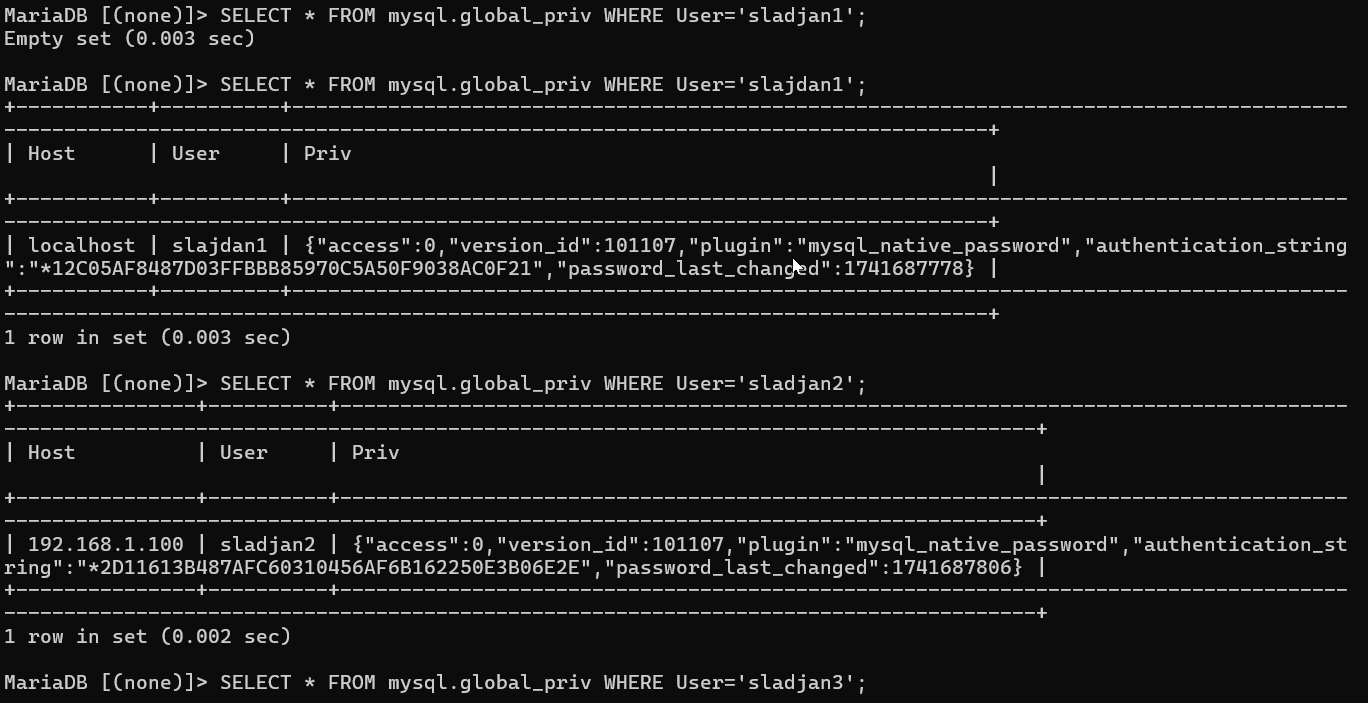 MariaDB [(none)]> SELECT * FROM mysql.global_priv WHERE User='sladjan1';
Empty set (0.003 sec)
MariaDB [(none)]> SELECT * FROM mysql.global_priv WHERE User='slajdan1';
+-----------+----------+----------------------------------------------------------------------------------------
----------------------------------------------------------------------------------+
| Host      | User     | Priv
                                                                                  |
+-----------+----------+----------------------------------------------------------------------------------------
----------------------------------------------------------------------------------+
| localhost | slajdan1 | {"access":0,"version_id":101107,"plugin":"mysql_native_password","authentication_string
":"*12C05AF8487D03FFBBB85970C5A50F9038AC0F21","password_last_changed":1741687778} |
+-----------+----------+----------------------------------------------------------------------------------------
----------------------------------------------------------------------------------+
1 row in set (0.003 sec)
MariaDB [(none)]> SELECT * FROM mysql.global_priv WHERE User='sladjan2';
+---------------+----------+------------------------------------------------------------------------------------
--------------------------------------------------------------------------------------+
| Host          | User     | Priv
                                                                                      |
+---------------+----------+------------------------------------------------------------------------------------
--------------------------------------------------------------------------------------+
| 192.168.1.100 | sladjan2 | {"access":0,"version_id":101107,"plugin":"mysql_native_password","authentication_st
ring":"*2D11613B487AFC60310456AF6B162250E3B06E2E","password_last_changed":1741687806} |
+---------------+----------+------------------------------------------------------------------------------------
--------------------------------------------------------------------------------------+
1 row in set (0.002 sec)
MariaDB [(none)]> SELECT * FROM mysql.global_priv WHERE User='sladjan3';